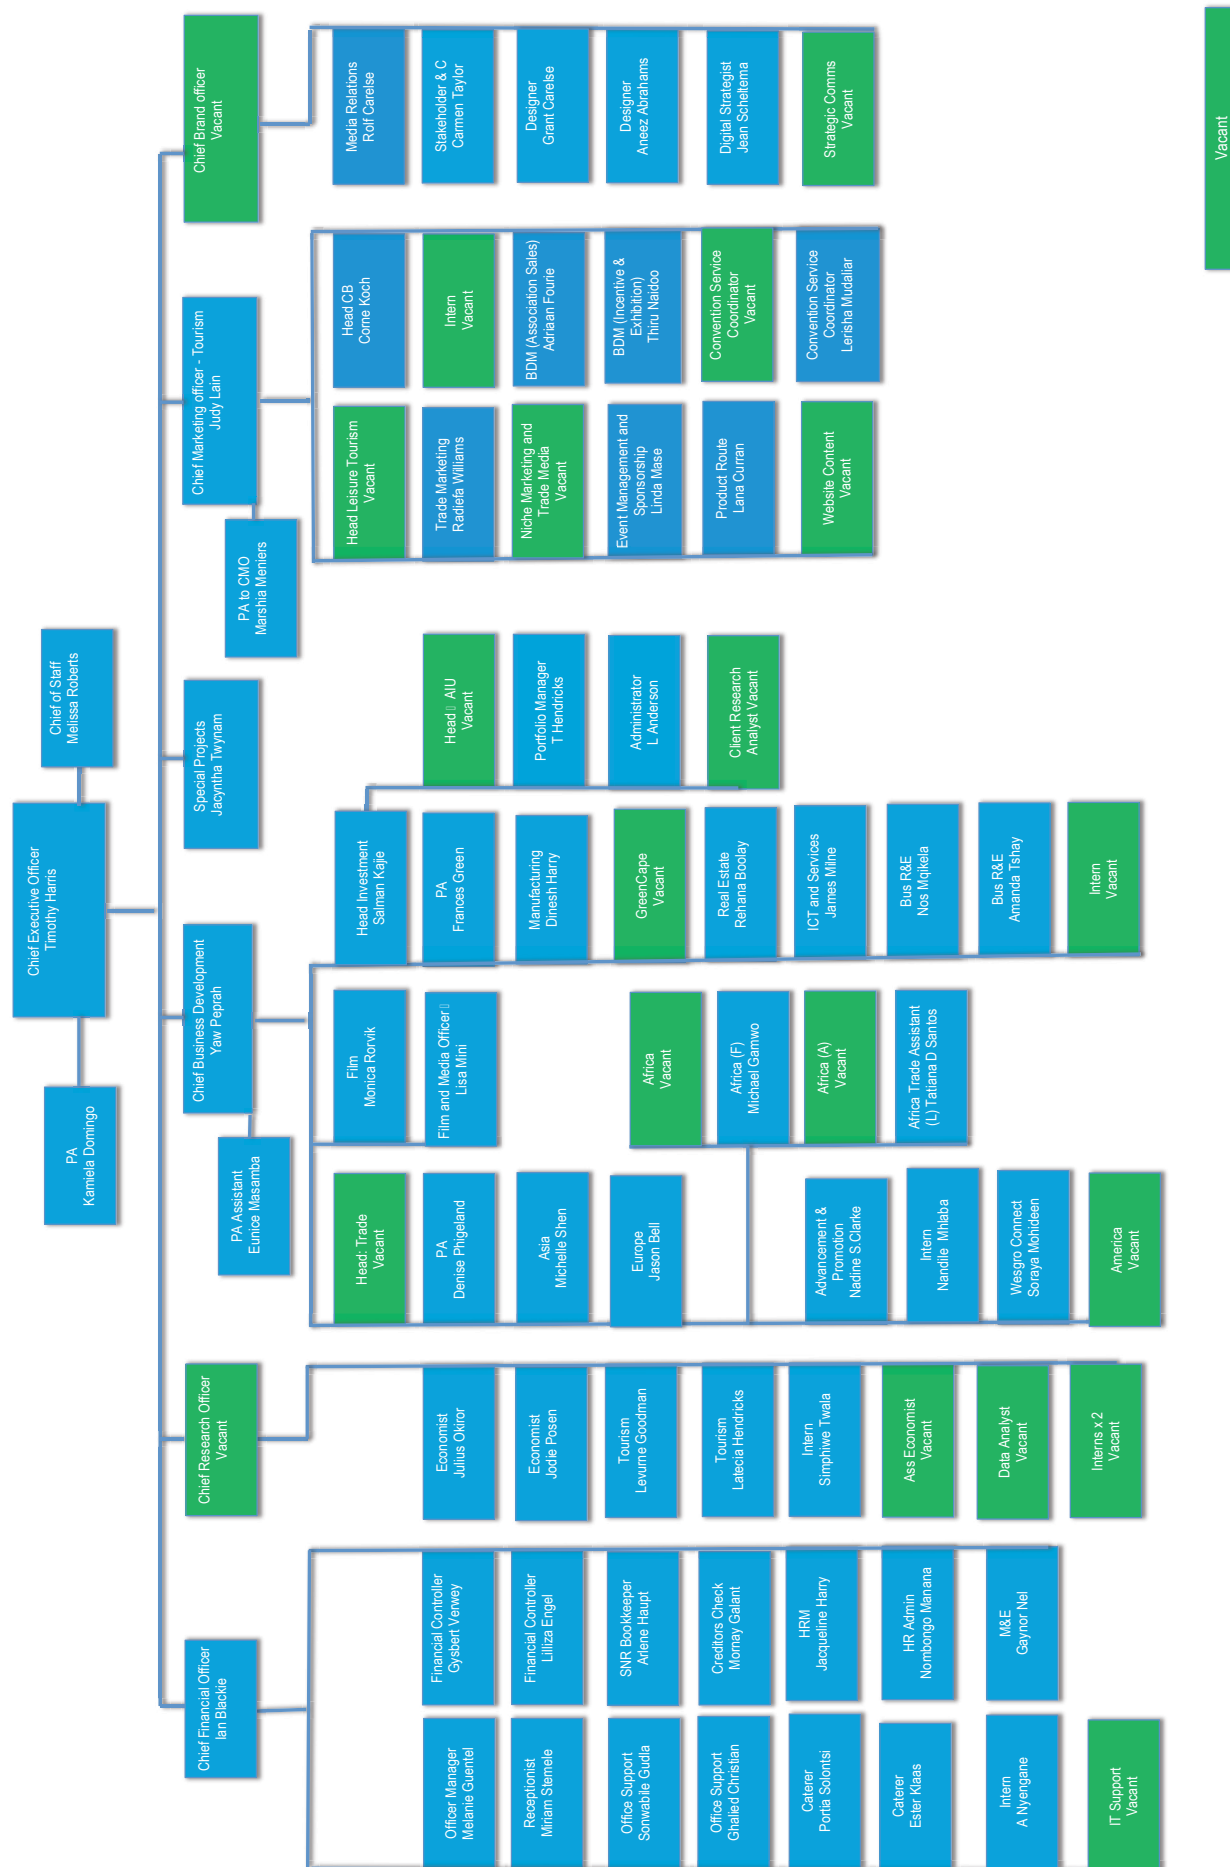 Chief Executive Officer
Timothy Harris
PA
Kamiela Domingo
Chief of Staff
Melissa Roberts
Chief Financial Officer
Ian Blackie
Chief Research Officer
Vacant
Chief Business Development
Yaw Peprah
PA Assistant
Eunice Masamba
Special Projects
Jacyntha Twynam
Chief Marketing officer - Tourism
Judy Lain
PA to CMO
Marshia Meniers
Chief Brand officer
Vacant
Officer Manager
Melanie Guentel
Receptionist
Miriam Stemele
Office Support
Sonwabile Gudla
Office Support
Ghalied Christian
Caterer
Portia Solontsi
Caterer
Ester Klaas
Intern
A Nyengane
IT Support
Vacant
Financial Controller
Gysbert Verwey
Financial Controller
Lilliza Engel
SNR Bookkeeper
Arlene Haupt
Creditors Check
Mornay Galant
HRM
Jacqueline Harry
HR Admin
Nombongo Manana
M&E
Gaynor Nel
Economist
Julius Okiror
Economist
Jodie Posen
Tourism
Levurne Goodman
Tourism
Latecia Hendricks
Intern
Simphiwe Twala
Ass Economist
Vacant
Data Analyst
Vacant
Interns x 2
Vacant
Head: Trade
Vacant
PA
Denise Phigeland
Asia
Michelle Shen
Europe
Jason Bell
Advancement &
Promotion
Nadine S.Clarke
Intern
Nandile Mhlaba
Wesgro Connect
Soraya Mohideen
America
Vacant
Film
Monica Rorvik
Film and Media Officer
Lisa Mini
Africa
Vacant
Africa (F)
Michael Gamwo
Africa (A)
Vacant
Africa Trade Assistant
(L) Tatiana D Santos
Head Investment
Salman Kajie
PA
Frances Green
Manufacturing
Dinesh Harry
GreenCape
Vacant
Real Estate
Rehana Boolay
ICT and Services
James Milne
Bus R&E
Nos Mqikela
Bus R&E
Amanda Tshay
Intern
Vacant
Head AIU
Vacant
Portfolio Manager
T Hendricks
Administrator
L Anderson
Client Research
Analyst Vacant
Head Leisure Tourism
Vacant
Trade Marketing
Radiefa Williams
Niche Marketing and
Trade Media
Vacant
Event Management and
Sponsorship
Linda Mase
Product Route
Lana Curran
Website Content
Vacant
Head CB
Corne Koch
Intern
Vacant
BDM (Association Sales)
Adriaan Fourie
BDM (Incentive &
Exhibition)
Thiru Naidoo
Convention Service
Coordinator
Vacant
Convention Service
Coordinator
Lerisha Mudaliar
Media Relations
Rolf Carelse
Stakeholder & C
Carmen Taylor
Designer
Grant Carelse
Designer
Aneez Abrahams
Digital Strategist
Jean Scheltema
Strategic Comms
Vacant
Vacant